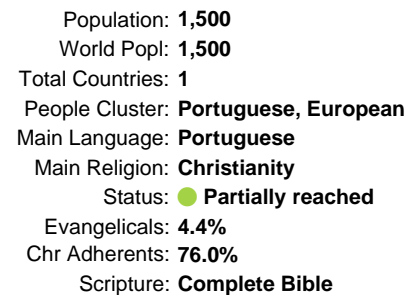 Population: 1,500
World Popl: 1,500
Total Countries: 1
People Cluster: Portuguese, European
Main Language: Portuguese
Main Religion: Christianity
Status: Partially reached
Evangelicals: 4.4%
Chr Adherents: 76.0%
Scripture: Complete Bible